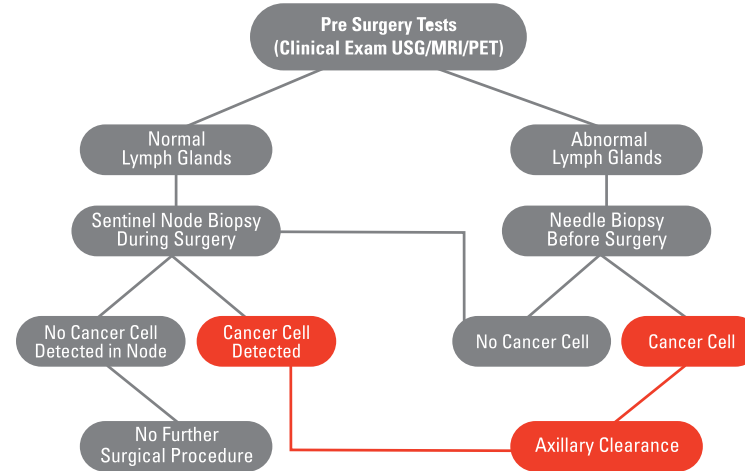 Pre Surgery Tests
(Clinical Exam USG/MRI/PET)
Normal
Lymph Glands
Abnormal
Lymph Glands
Sentinel Node Biopsy
During Surgery
Needle Biopsy
Before Surgery
No Cancer Cell
Detected in Node
Cancer Cell
Detected
No Cancer Cell
Cancer Cell
No Further
Surgical Procedure
Axillary Clearance